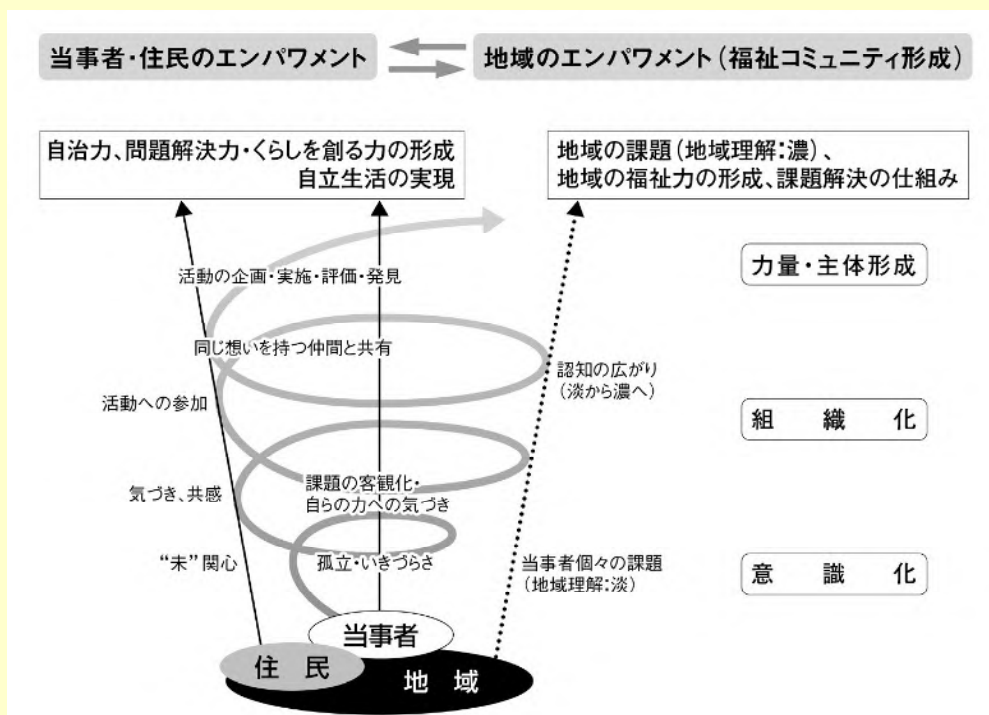 当事者・住民のエンパワメント
地域のエンパワメント(福祉コミュニティ形成)
自治力、問題解決力・くらしを創る力の形成
自立生活の実現
地域の課題(地域理解:濃)、
地域の福祉力の形成、課題解決の仕組み
力量・主体形成
活動の企画・実施・評価・発見
同じ想いを持つ仲間と共有
認知の広がり
(淡から濃へ)
活動への参加
組織化
課題の客観化・
自らの力への気づき
気づき、共感
“未”関心
孤立・いきづらさ
当事者個々の課題
(地域理解:淡)
意識化
当事者
住民
地域